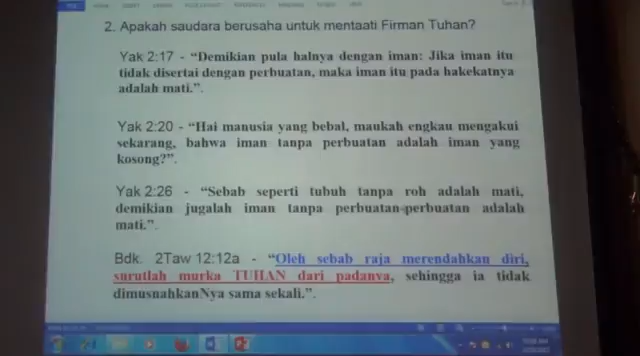 2. Apakah saudara berusaha untuk mentaati Firman Tuhan?
Yak 2:17 - “Demikian pula halnya dengan iman: Jika iman itu
tidak disertai dengan perbuatan, maka iman itu pada hakekatnya
adalah mati.”.
Yak 2:20 - “Hai manusia yang bebal, maukah engkau mengakui
sekarang, bahwa iman tanpa perbuatan adalah iman yang
kosong?”.
Yak 2:26 - “Sebab seperti tubuh tanpa roh adalah mati,
demikian jugalah iman tanpa perbuatan-perbuatan adalah
mati.”.
Bdk. 2Taw 12:12a - “Oleh sebab raja merendahkan diri,
surutlah murka TUHAN dari padanya, sehingga ia tidak
dimusnahkanNya sama sekali.”.